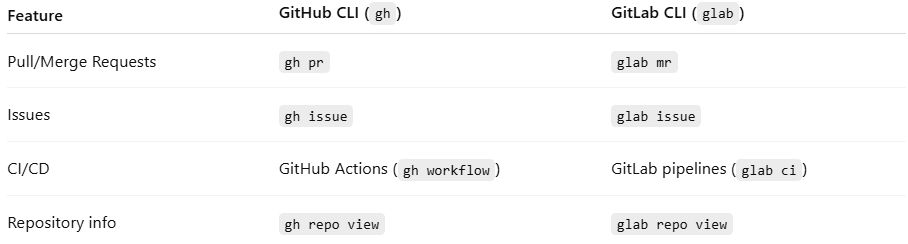 Feature GitHub CLI (gh) GitLab CLI (glab)
Pull/Merge Requests gh pr glab mr
Issues gh issue glab issue
CI/CD GitHub Actions (gh workflow) GitLab pipelines (glab ci)
Repository info gh repo view glab repo view